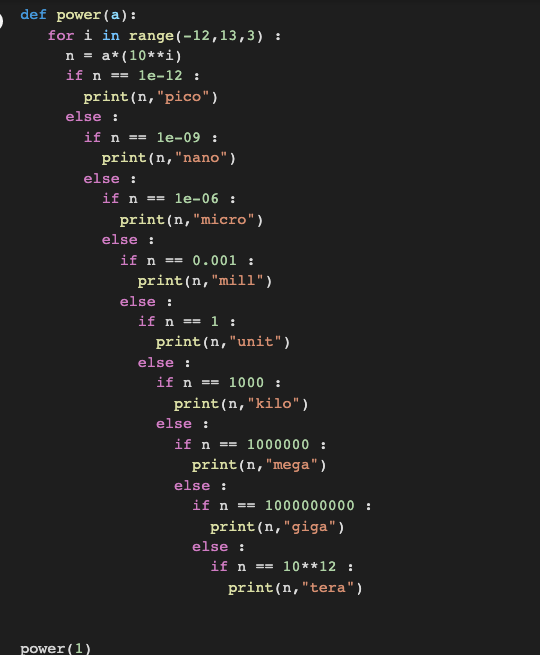 def power(a):
   for i in range(-12,13,3) :
     n = a*(10**i)
     if n == 1e-12 :
       print(n,"pico")
     else :
       if n == 1e-09 :
         print(n,"nano")
       else :
         if n == 1e-06 :
           print(n,"micro")
         else :
           if n == 0.001 :
             print(n,"mill")
           else :
             if n == 1 :
               print(n,"unit")
             else :
               if n == 1000 :
                 print(n,"kilo")
               else :
                 if n == 1000000 :
                   print(n,"mega")
                 else :
                   if n == 1000000000 :
                     print(n,"giga")
                   else :
                     if n == 10**12 :
                       print(n,"tera")
power(1)